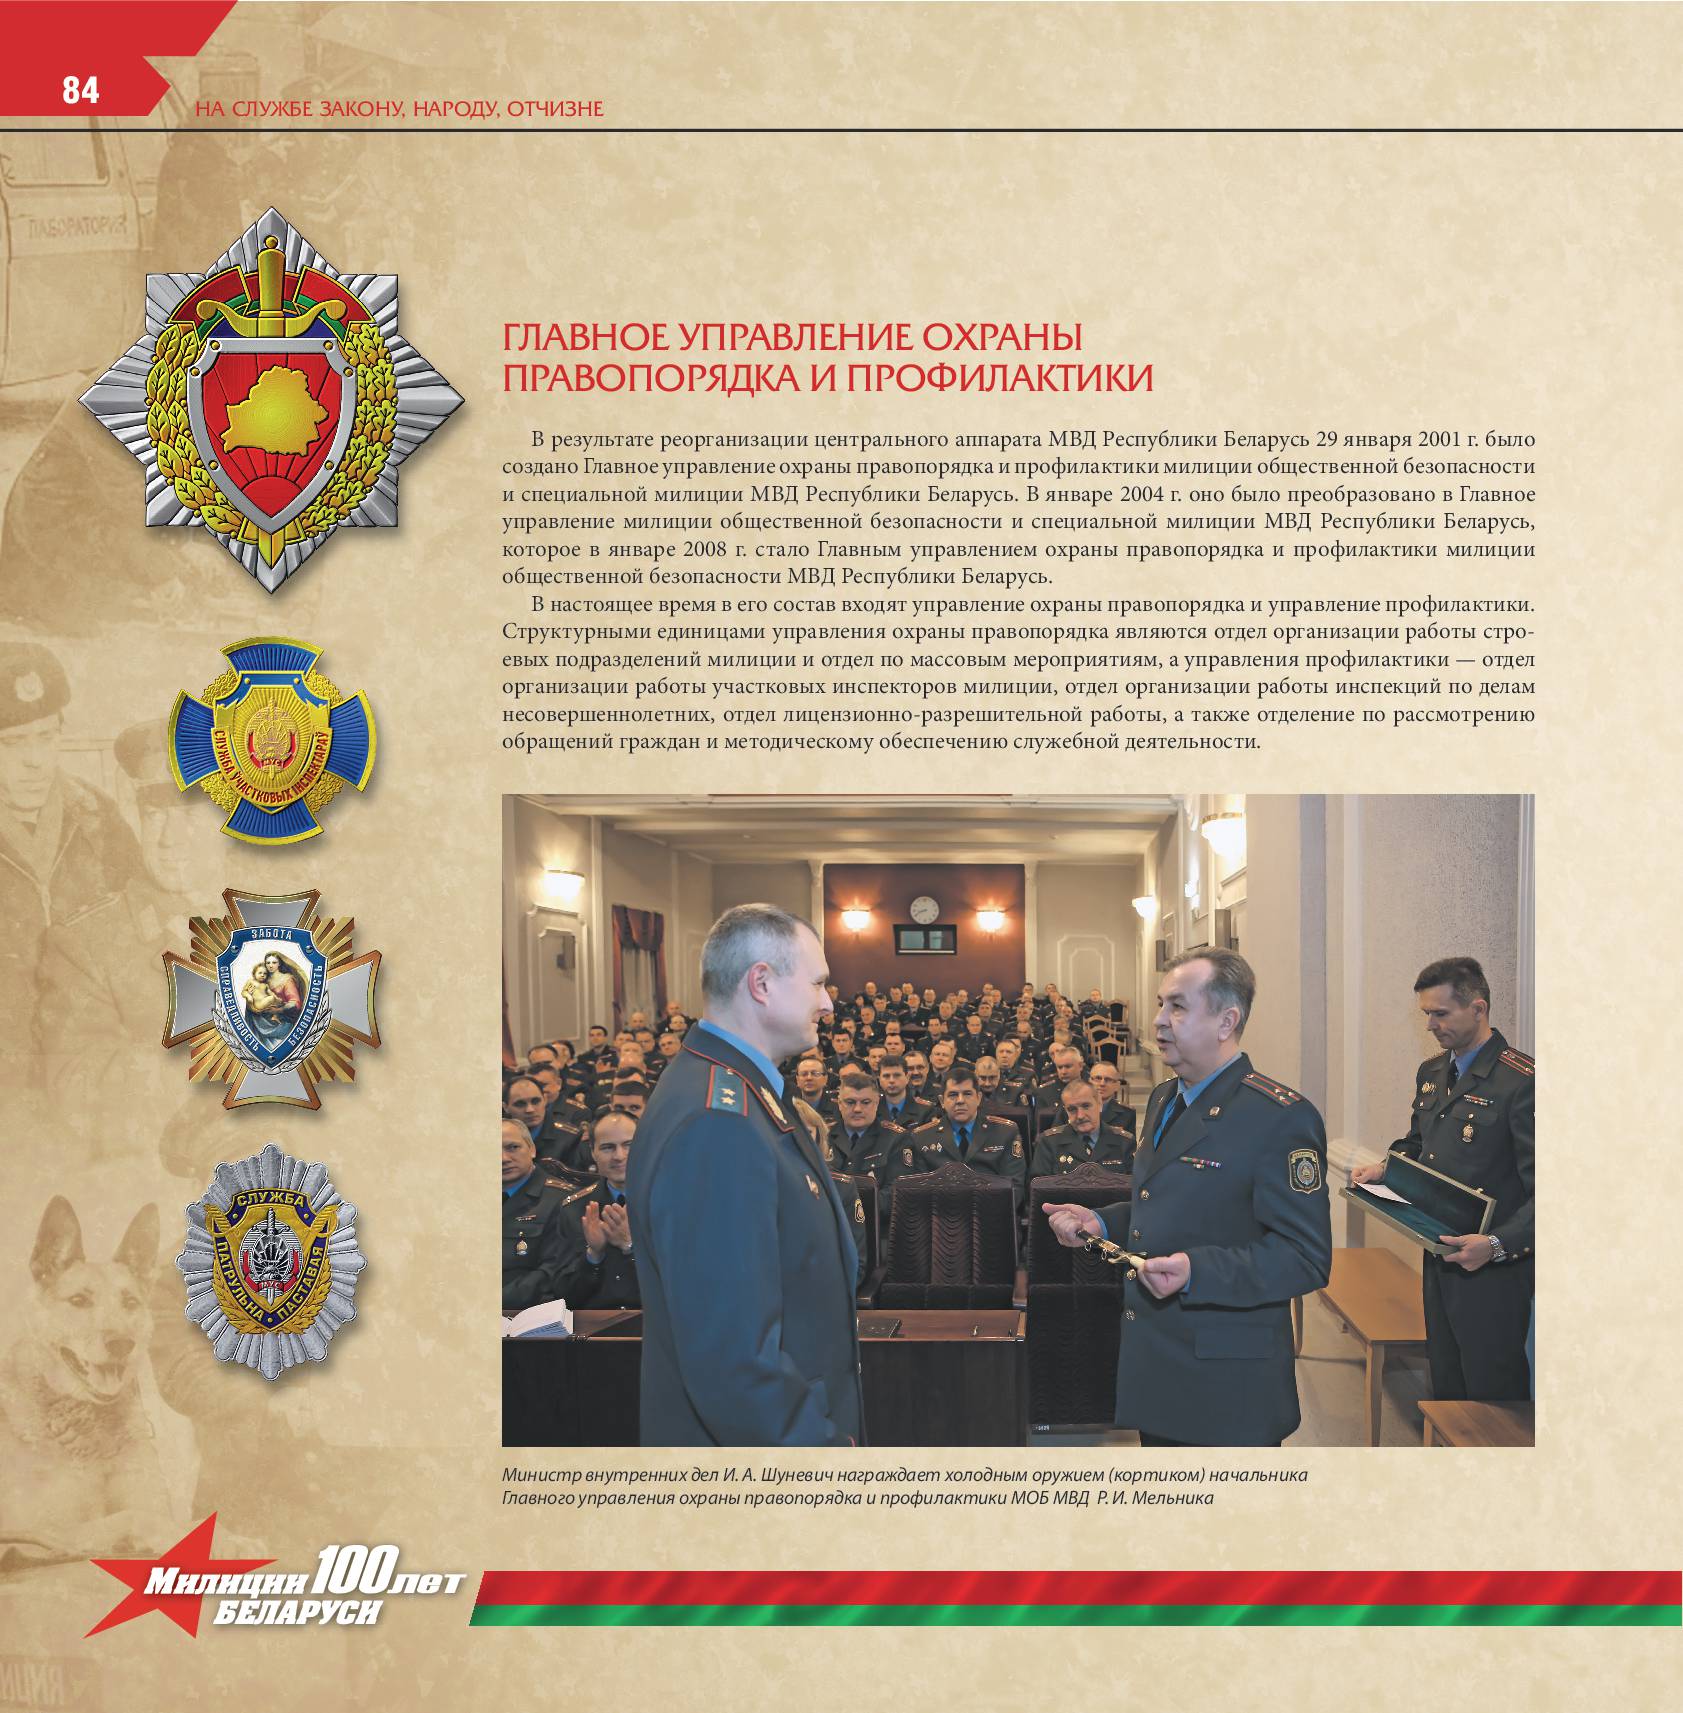 84
НА СЛУЖБЕ ЗАКОНУ, НАРОДУ, ОТЧИЗНЕ
ЛАБОРАТОРИЯ
ГЛАВНОЕ УПРАВЛЕНИЕ ОХРАНЫ
ПРАВОПОРЯДКА И ПРОФИЛАКТИКИ
В результате реорганизации центрального аппарата МВД Республики Беларусь 29 января 2001 г. было
создано Главное управление охраны правопорядка и профилактики милиции общественной безопасности
и специальной милиции МВД Республики Беларусь. В январе 2004 г. оно было преобразовано в Главное
управление милиции общественной безопасности и специальной милиции МВД Республики Беларусь,
которое в январе 2008 г. стало Главным управлением охраны правопорядка и профилактики милиции
общественной безопасности МВД Республики Беларусь.
В настоящее время в его состав входят управление охраны правопорядка и управление профилактики.
Структурными единицами управления охраны правопорядка являются отдел организации работы стро-
евых подразделений милиции и отдел по массовым мероприятиям, а управления профилактики — отдел
организации работы участковых инспекторов милиции, отдел организации работы инспекций по делам
несовершеннолетних, отдел лицензионно-разрешительной работы, а также отделение по рассмотрению
обращений граждан и методическому обеспечению служебной деятельности.
СЛУЖБА ЎЧАСТКОВЫХ ІНСПЕКТАРАЎ
МУС
ЗАБОТА
СПРАВЕДЛИВОСТЬ
БЕЗОПАСНОСТЬ
СЛУЖБА
ПАТРУЛЬНА ПАСТАВАЯ
МУС
Министр внутренних дел И. А. Шуневич награждает холодным оружием (кортиком) начальника
Главного управления охраны правопорядка и профилактики МОБ МВД Р. И. Мельника
Милиции 100 лет
БЕЛАРУСИ